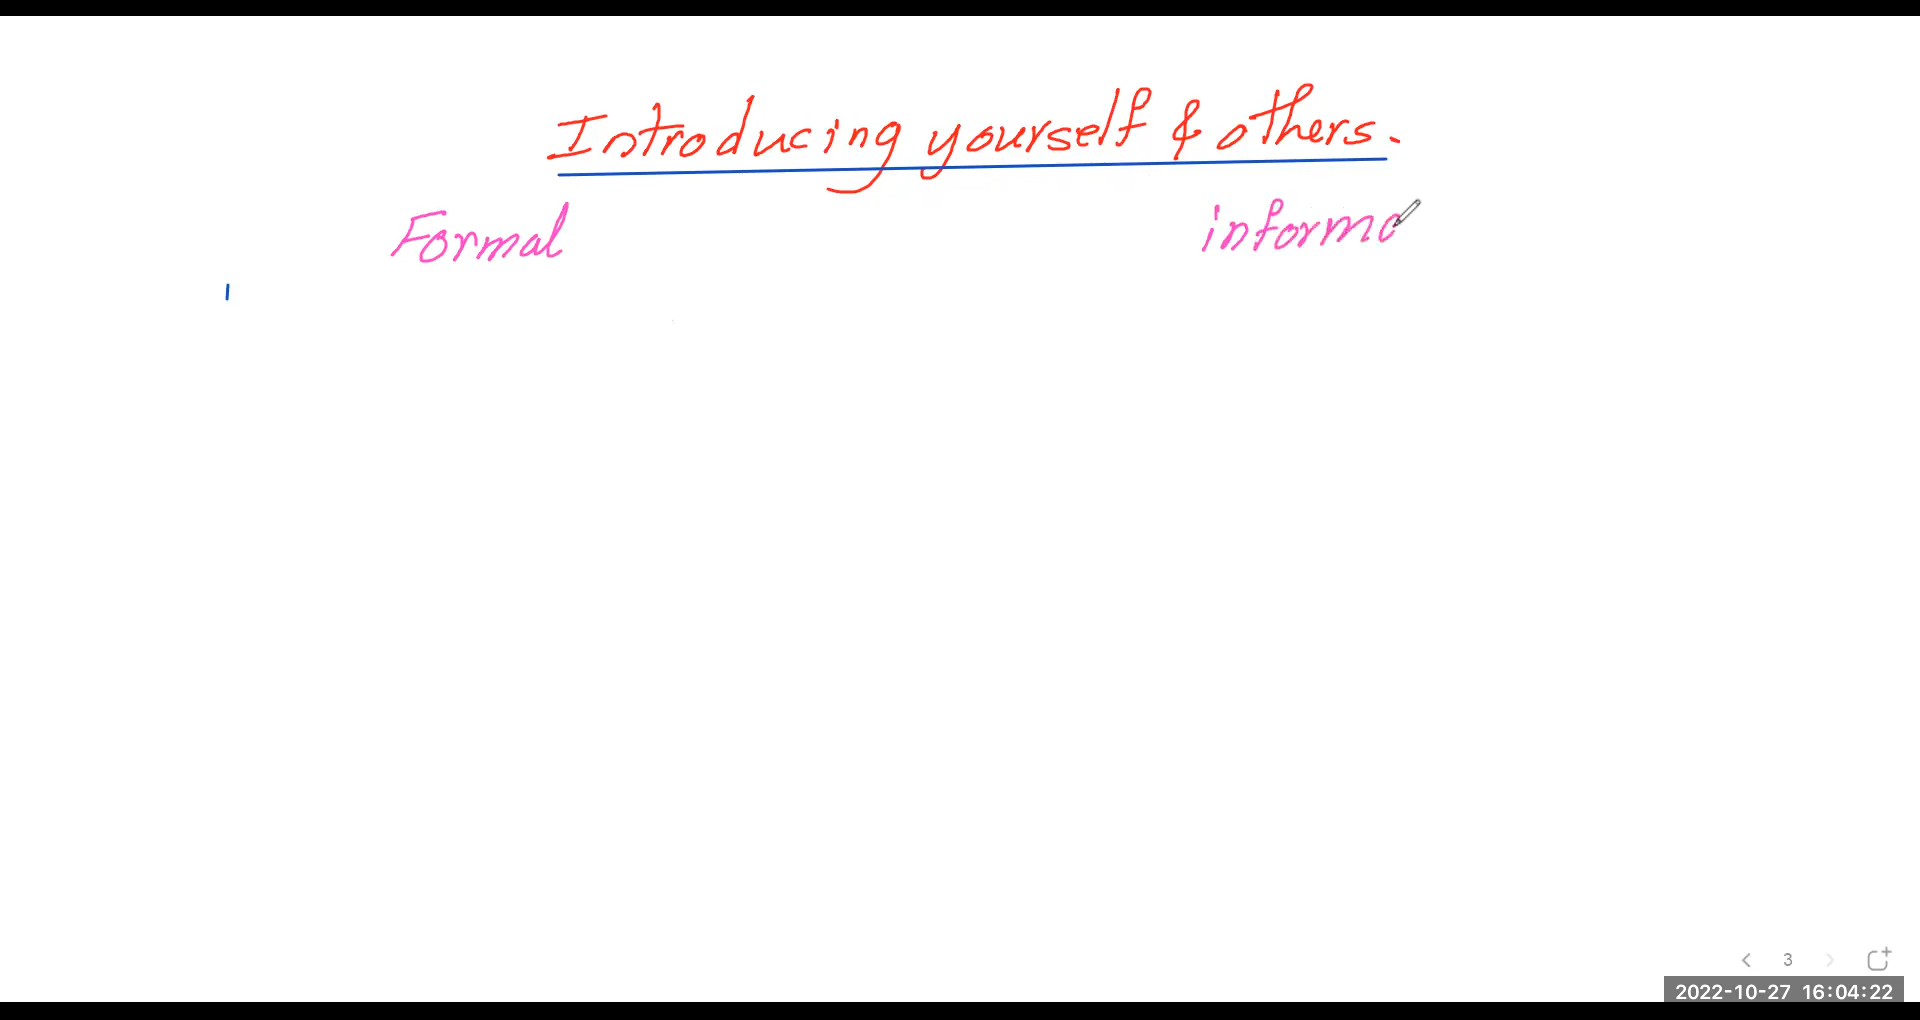 Introducing yourself & others.
Formal informa
3
2022-10-27 16:04:22